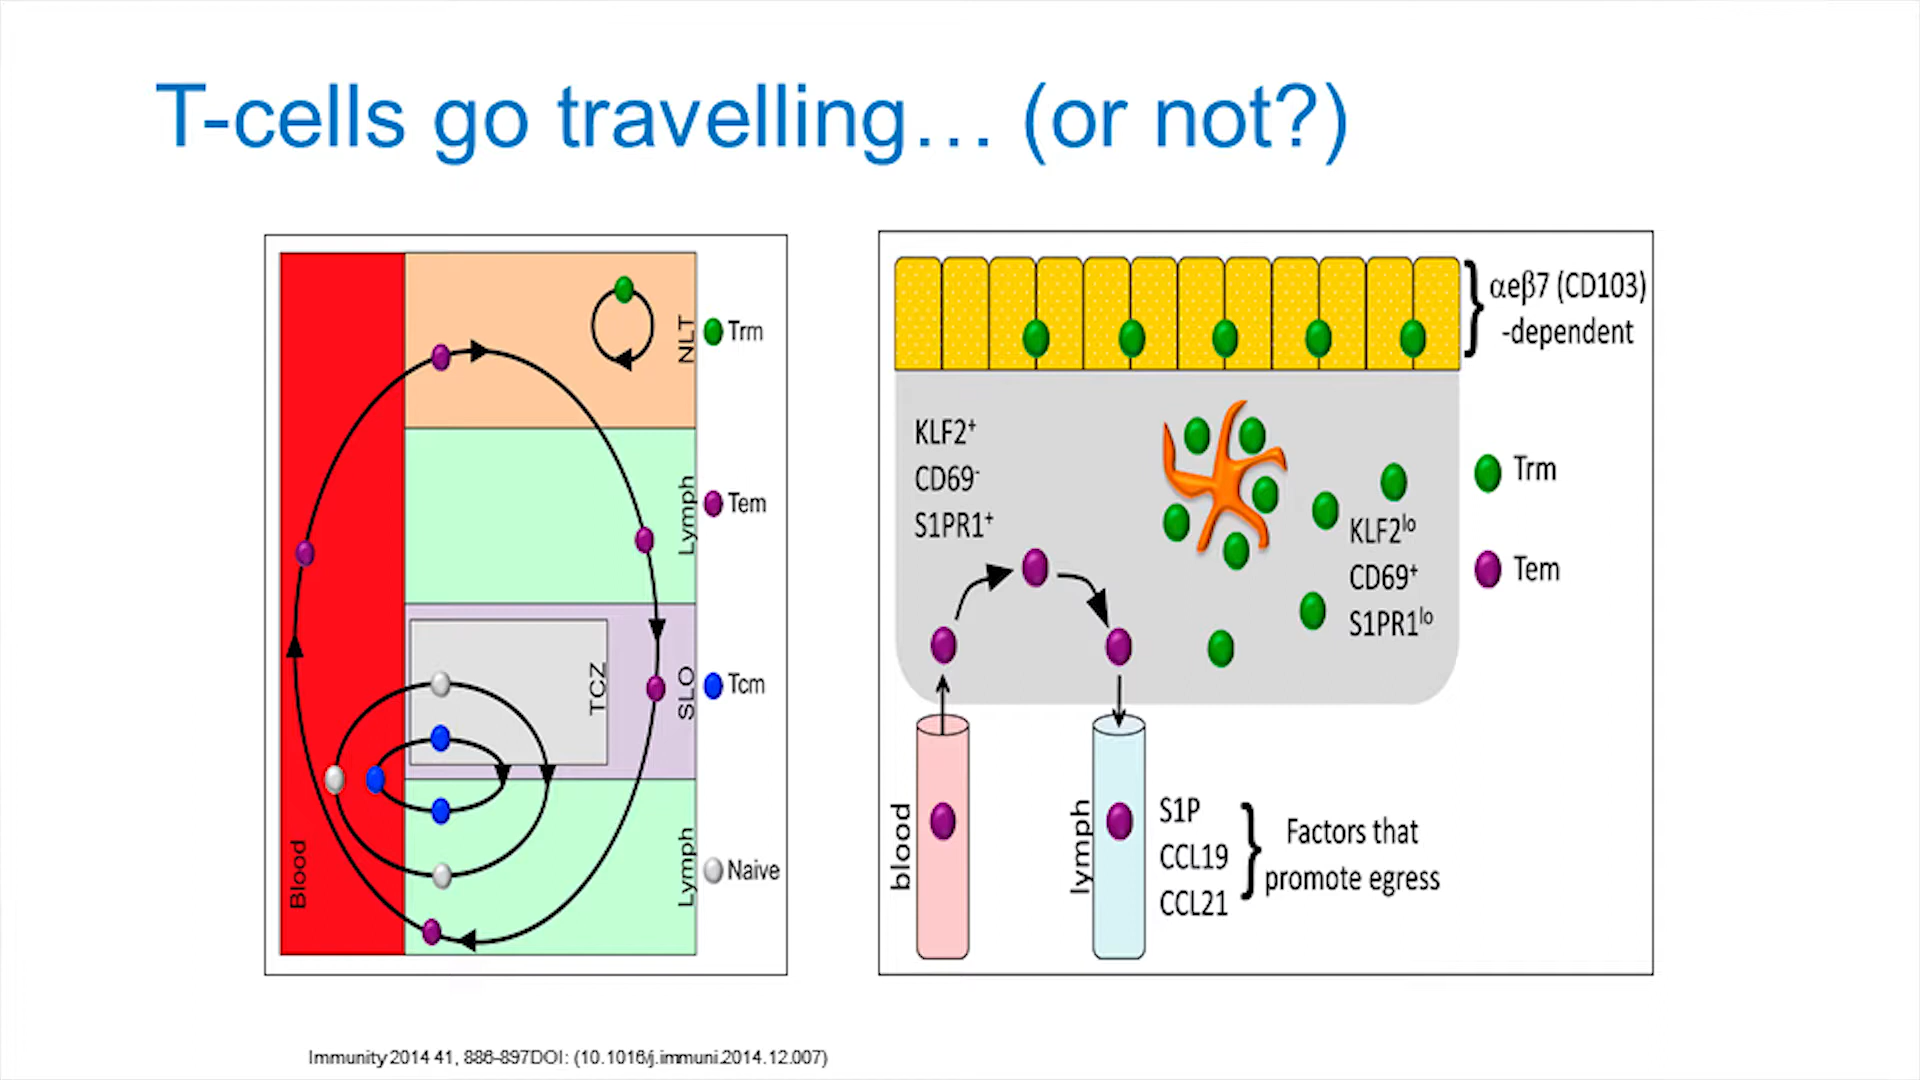 T-cells go travelling… (or not?)
NLT
Trm
Lymph
Tem
TCZ
SLO
Tcm
Blood
Lymph
Naive
αeβ7 (CD103)
-dependent
KLF2⁺
CD69⁻
S1PR1⁺
KLF2ˡᵒ
CD69⁺
S1PR1ˡᵒ
Trm
Tem
blood
lymph
S1P
CCL19
CCL21
Factors that
promote egress
Immunity 2014 41, 886-897DOI: (10.1016/j.immuni.2014.12.007)